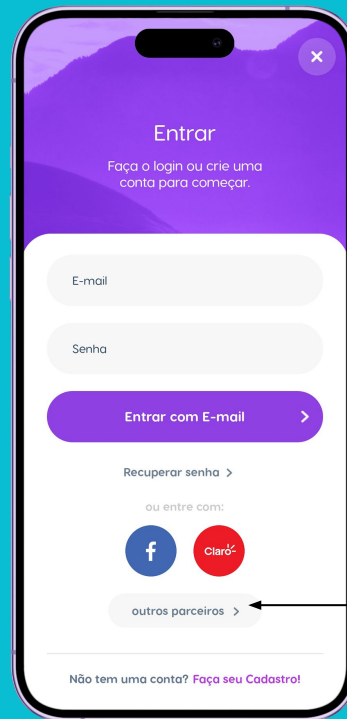 Entrar
Faça o login ou crie uma
conta para começar.
E-mail
Senha
Entrar com E-mail
Recuperar senha
ou entre com:
f
Claro
outros parceiros
Não tem uma conta? Faça seu Cadastro!